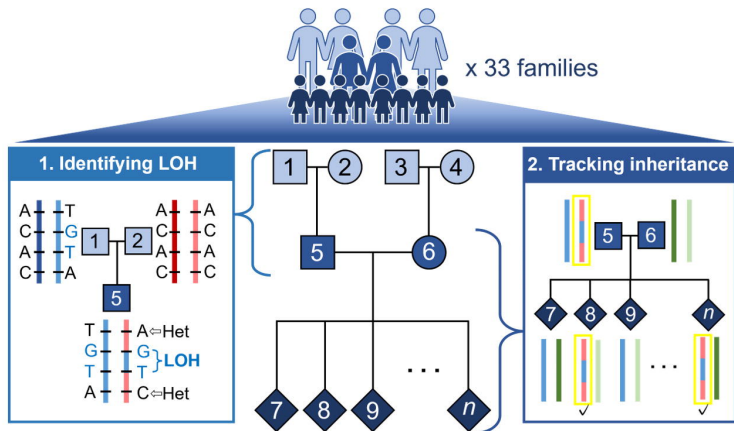 x 33 families
1. Identifying LOH
A T A A
C G C C
A T A A
C A C C
1 2
5
T A⇦Het
G G
T T
LOH
A C⇦Het
1 2 3 4
5 6
7 8 9 ... n
2. Tracking inheritance
5 6
7 8 9 n
...
✓ ✓